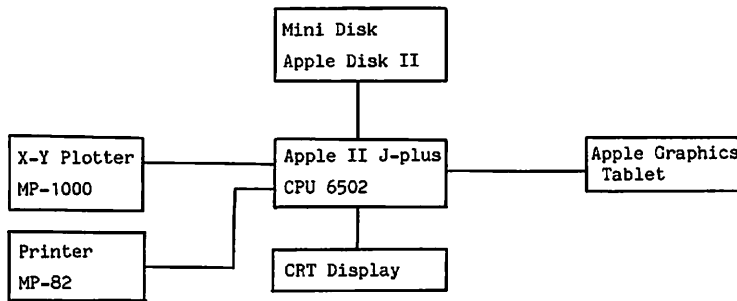 Mini Disk
Apple Disk II
X-Y Plotter
MP-1000
Apple II J-plus
CPU 6502
Apple Graphics
Tablet
Printer
MP-82
CRT Display